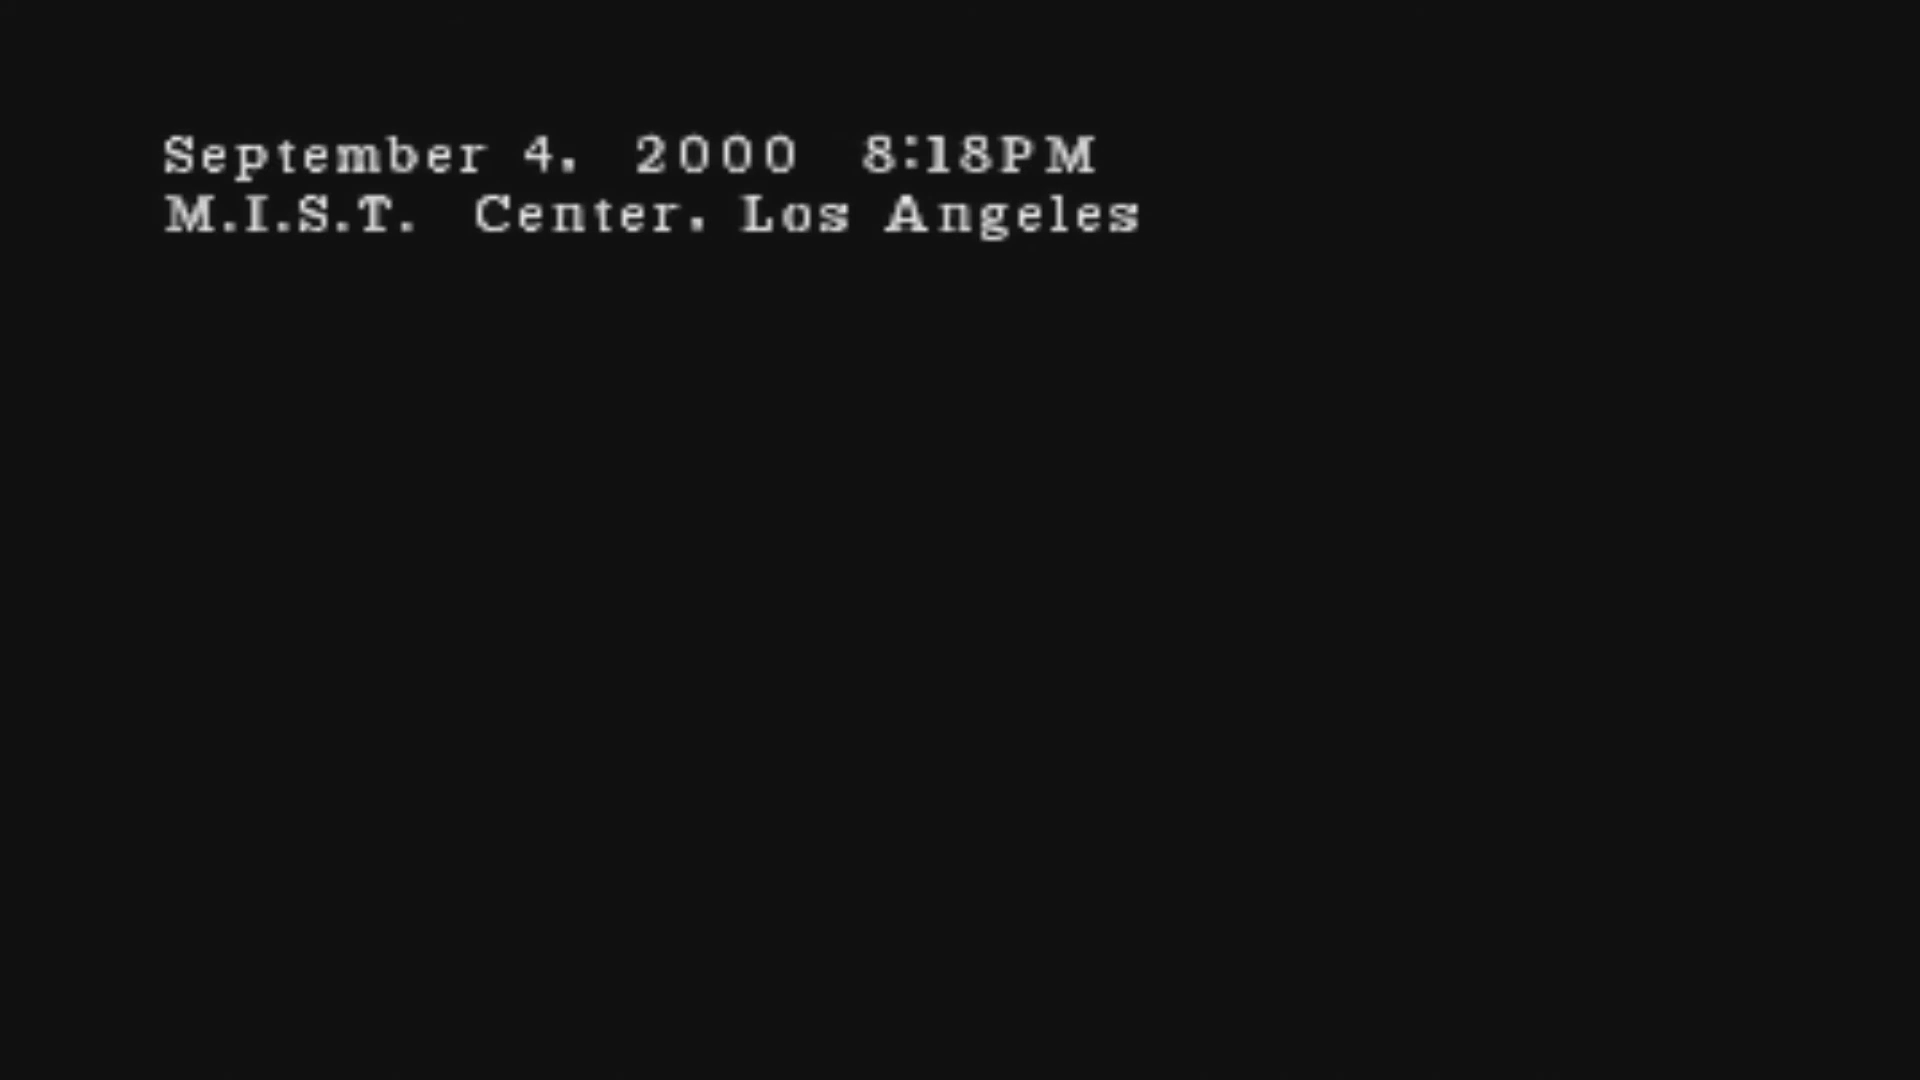 September 4, 2000 8:18PM
M.I.S.T. Center, Los Angeles